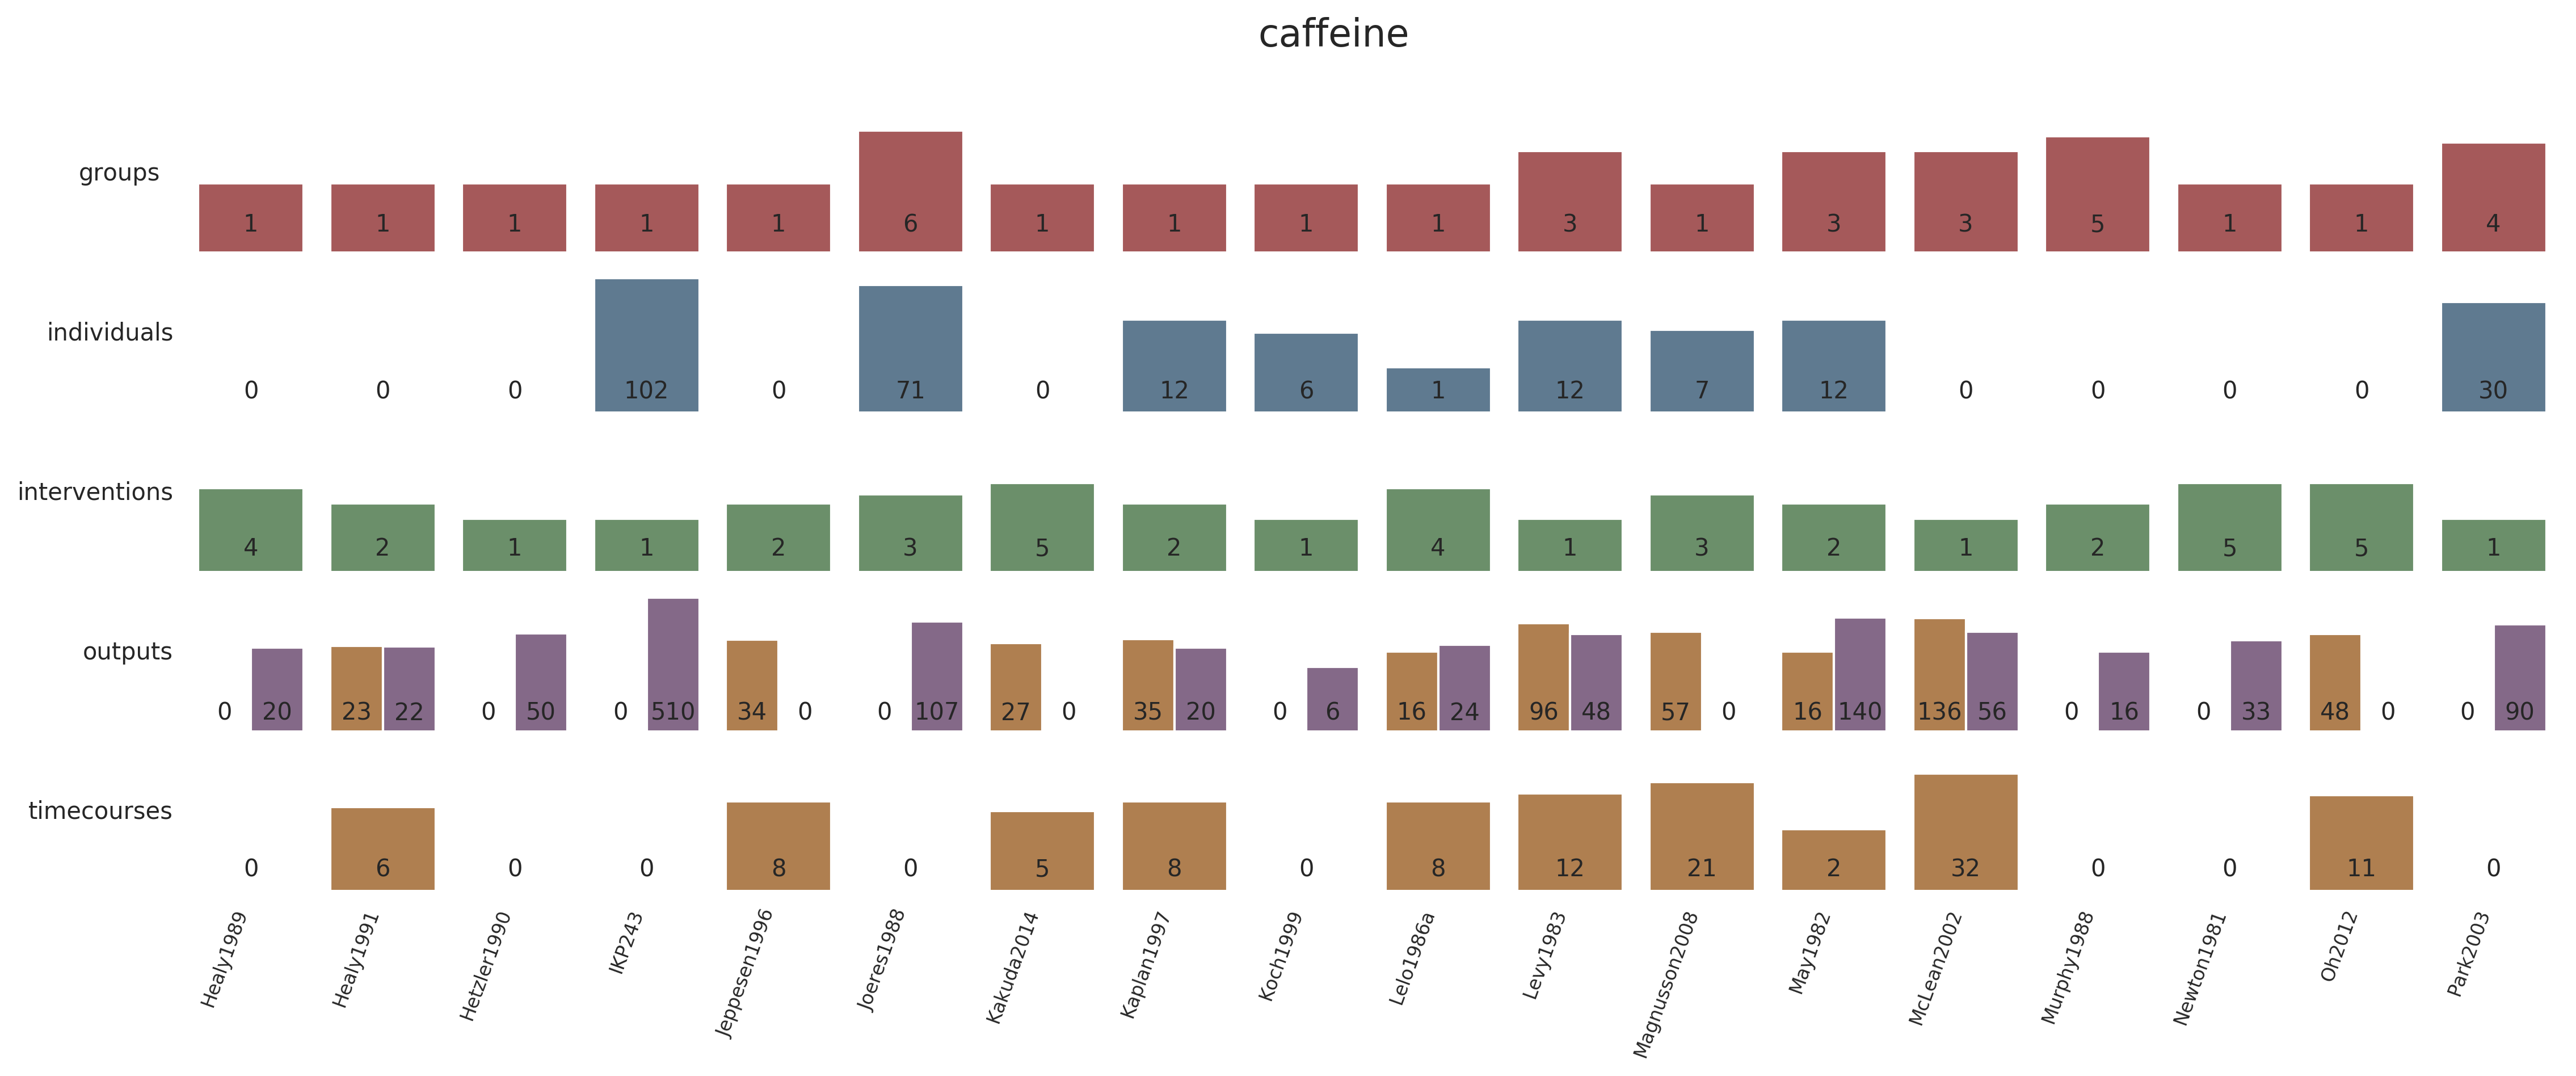 caffeine
groups
1 1 1 1 1 6 1 1 1 1 3 1 3 3 5 1 1 4
individuals
0 0 0 102 0 71 0 12 6 1 12 7 12 0 0 0 0 30
interventions
4 2 1 1 2 3 5 2 1 4 1 3 2 1 2 5 5 1
outputs
0 20 23 22 0 50 0 510 34 0 0 107 27 0 35 20 0 6 16 24 96 48 57 0 16 140 136 56 0 16 0 33 48 0 0 90
timecourses
0 6 0 0 8 0 5 8 0 8 12 21 2 32 0 0 11 0
Healy1989
Healy1991
Hetzler1990
IKP243
Jeppesen1996
Joeres1988
Kakuda2014
Kaplan1997
Koch1999
Lelo1986a
Levy1983
Magnusson2008
May1982
McLean2002
Murphy1988
Newton1981
Oh2012
Park2003